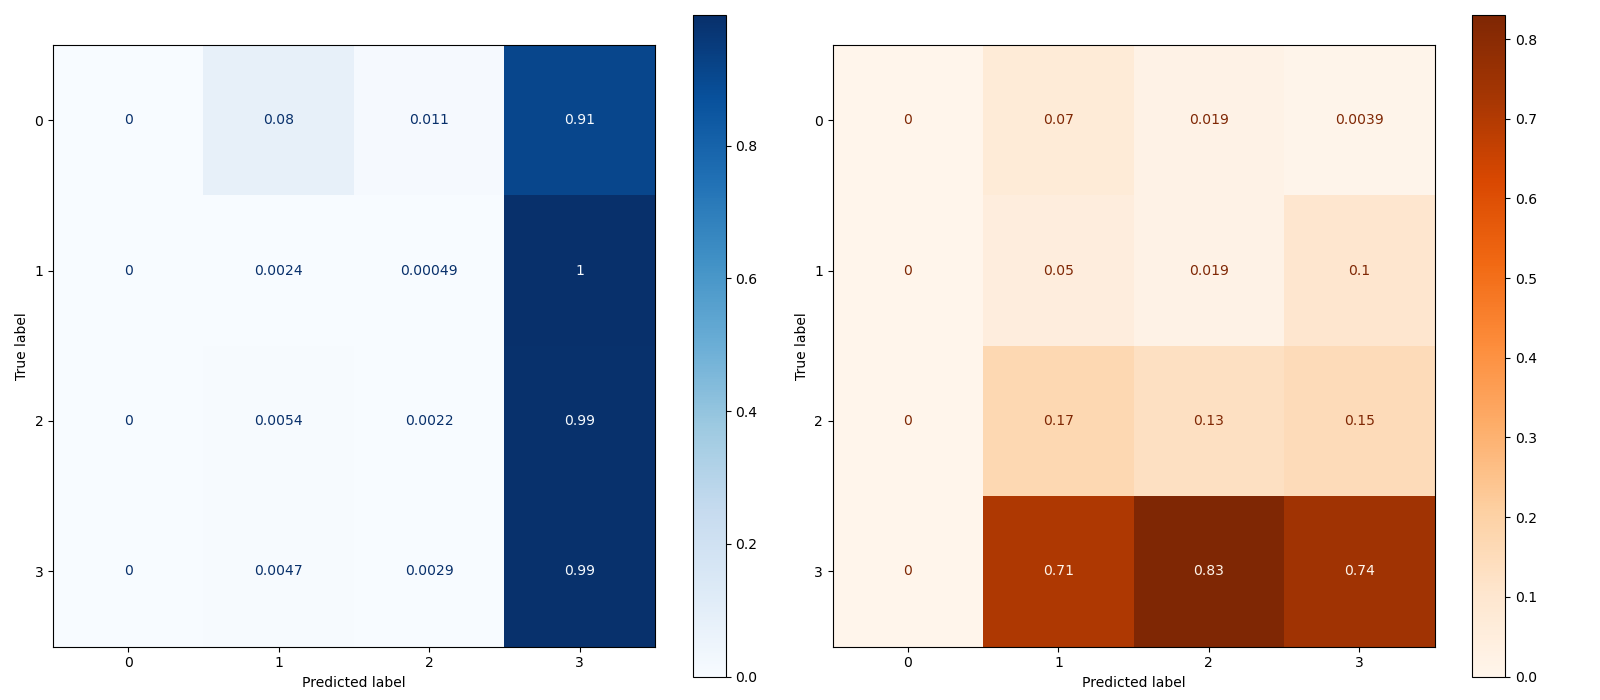 0 0 0.08 0.011 0.91
1 0 0.0024 0.00049 1
2 0 0.0054 0.0022 0.99
3 0 0.0047 0.0029 0.99
0 1 2 3
Predicted label
True label
0.8
0.6
0.4
0.2
0.0
0 0 0.07 0.019 0.0039
1 0 0.05 0.019 0.1
2 0 0.17 0.13 0.15
3 0 0.71 0.83 0.74
0 1 2 3
Predicted label
True label
0.8
0.7
0.6
0.5
0.4
0.3
0.2
0.1
0.0